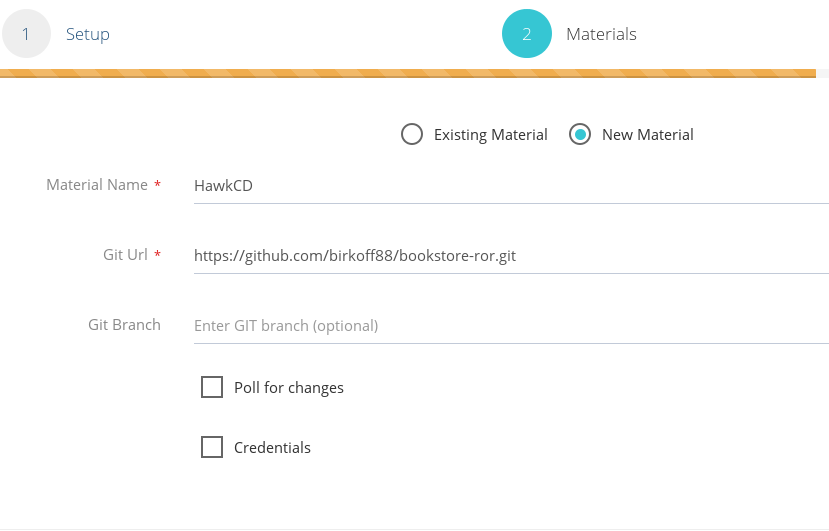 1 Setup 2 Materials
Existing Material New Material
Material Name * HawkCD
Git Url * https://github.com/birkoff88/bookstore-ror.git
Git Branch Enter GIT branch (optional)
Poll for changes
Credentials